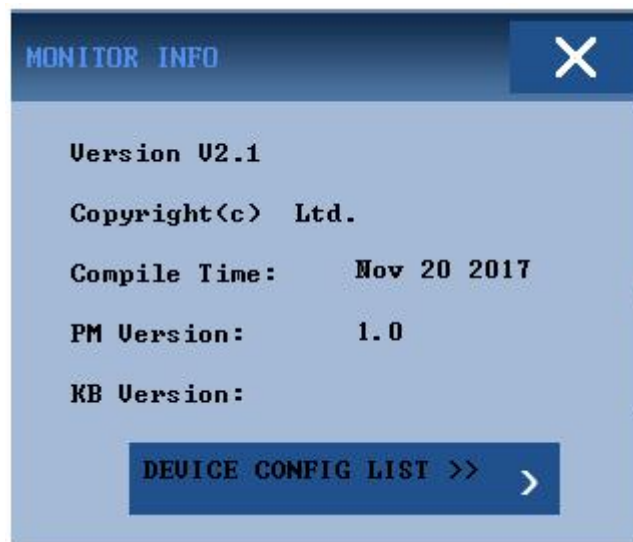 MONITOR INFO
Version V2.1
Copyright(c) Ltd.
Compile Time: Nov 20 2017
PM Version: 1.0
KB Version:
DEVICE CONFIG LIST >>